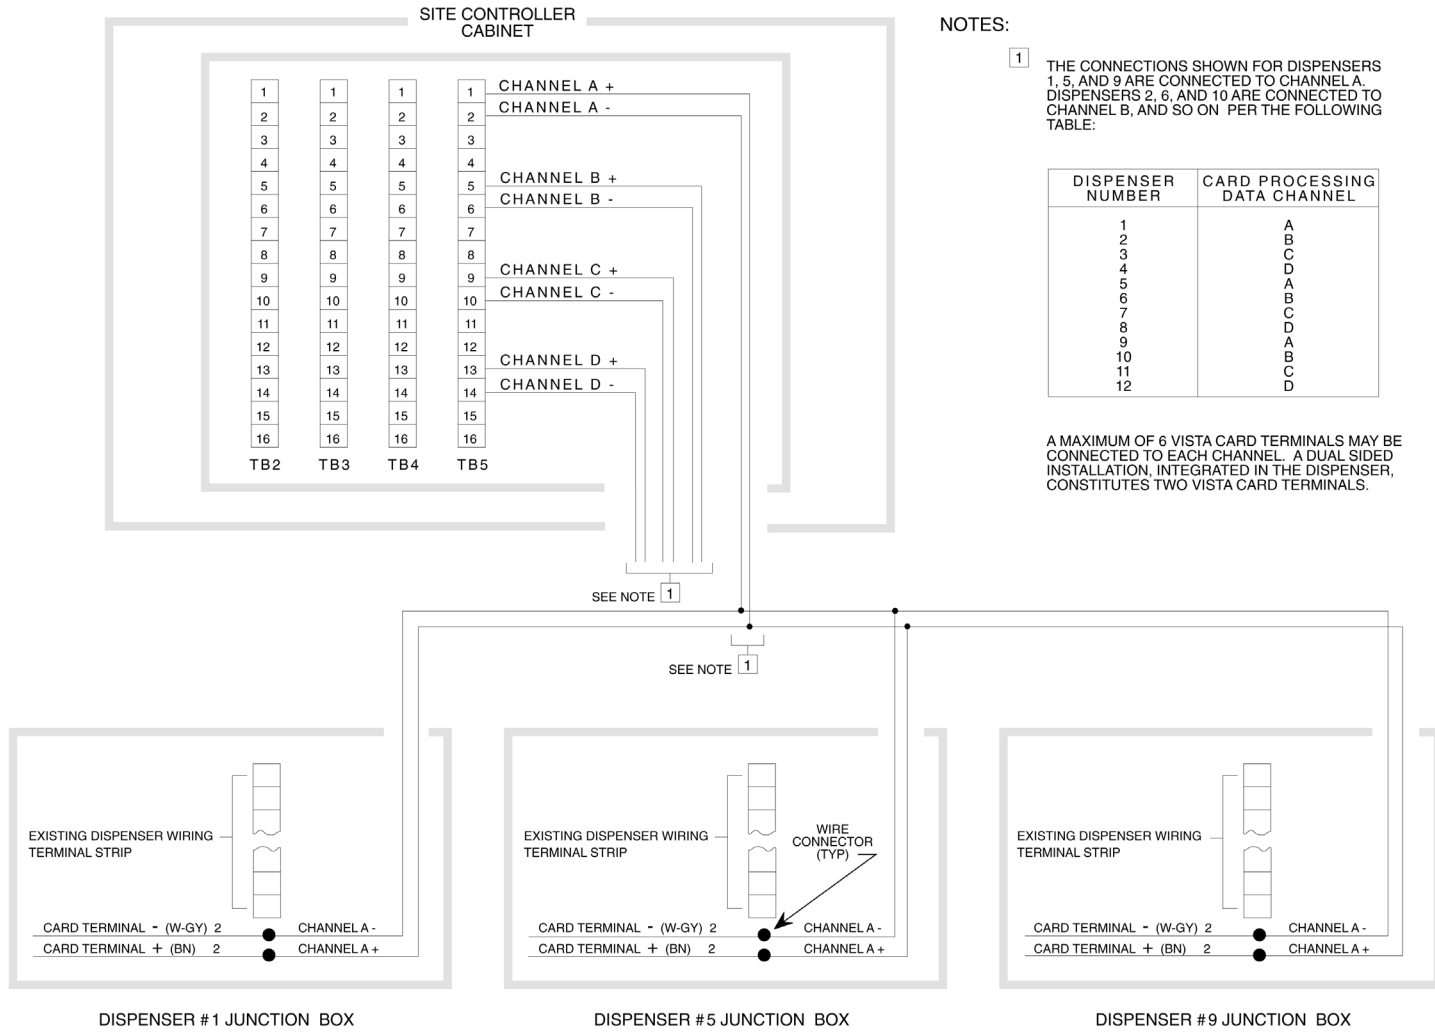 SITE CONTROLLER
CABINET
1 1 1 1 CHANNEL A +
2 2 2 2 CHANNEL A -
3 3 3 3
4 4 4 4
5 5 5 5 CHANNEL B +
6 6 6 6 CHANNEL B -
7 7 7 7
8 8 8 8
9 9 9 9 CHANNEL C +
10 10 10 10 CHANNEL C -
11 11 11 11
12 12 12 12
13 13 13 13 CHANNEL D +
14 14 14 14 CHANNEL D -
15 15 15 15
16 16 16 16
TB2 TB3 TB4 TB5
NOTES:
1
THE CONNECTIONS SHOWN FOR DISPENSERS
1, 5, AND 9 ARE CONNECTED TO CHANNEL A.
DISPENSERS 2, 6, AND 10 ARE CONNECTED TO
CHANNEL B, AND SO ON PER THE FOLLOWING
TABLE:
DISPENSER NUMBER CARD PROCESSING DATA CHANNEL
1 A
2 B
3 C
4 D
5 A
6 B
7 C
8 D
9 A
10 B
11 C
12 D
A MAXIMUM OF 6 VISTA CARD TERMINALS MAY BE
CONNECTED TO EACH CHANNEL. A DUAL SIDED
INSTALLATION, INTEGRATED IN THE DISPENSER,
CONSTITUTES TWO VISTA CARD TERMINALS.
SEE NOTE 1
SEE NOTE 1
EXISTING DISPENSER WIRING
TERMINAL STRIP
CARD TERMINAL - (W-GY) 2 CHANNEL A -
CARD TERMINAL + (BN) 2 CHANNEL A +
DISPENSER #1 JUNCTION BOX
EXISTING DISPENSER WIRING
TERMINAL STRIP
WIRE
CONNECTOR
(TYP)
CARD TERMINAL - (W-GY) 2 CHANNEL A -
CARD TERMINAL + (BN) 2 CHANNEL A +
DISPENSER #5 JUNCTION BOX
EXISTING DISPENSER WIRING
TERMINAL STRIP
CARD TERMINAL - (W-GY) 2 CHANNEL A -
CARD TERMINAL + (BN) 2 CHANNEL A +
DISPENSER #9 JUNCTION BOX